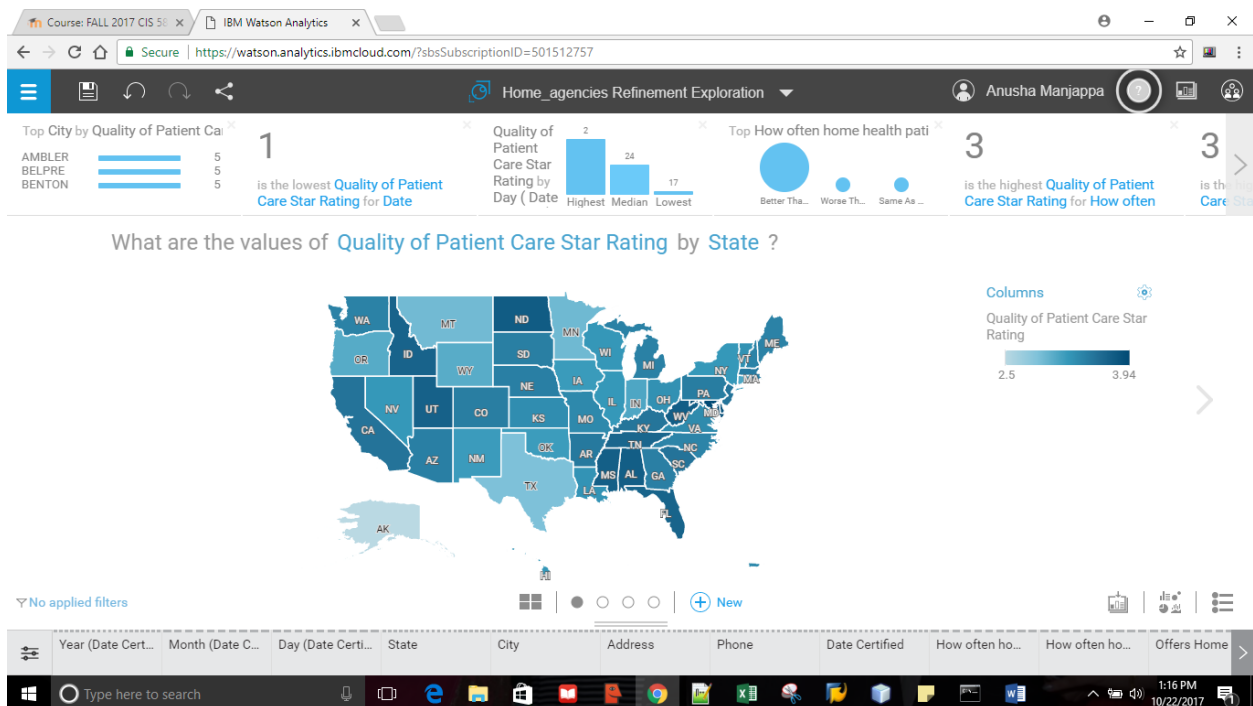 Course: FALL 2017 CIS 58
IBM Watson Analytics
Secure https://watson.analytics.ibmcloud.com/?sbsSubscriptionID=501512757
Home_agencies Refinement Exploration
Anusha Manjappa
?
Top City by Quality of Patient Car
AMBLER 5
BELPRE 5
BENTON 5
1
is the lowest Quality of Patient
Care Star Rating for Date
Quality of
Patient
Care Star
Rating by
Day ( Date
2
24
17
Highest Median Lowest
Top How often home health pati
Better Tha... Worse Th... Same As ...
3
is the highest Quality of Patient
Care Star Rating for How often
3
is the hig
Care Sta
What are the values of Quality of Patient Care Star Rating by State ?
WA
MT
ND
MN
OR
ID
WY
SD
WI
MI
ME
VT
NY
MA
NE
IA
IL
IN
OH
PA
NV
UT
CO
KS
MO
KY
WV
MD
VA
CA
AZ
NM
OK
AR
TN
NC
SC
TX
LA
MS
AL
GA
FL
AK
HI
Columns
Quality of Patient Care Star
Rating
2.5 3.94
No applied filters
New
Year (Date Cert... Month (Date C... Day (Date Certi... State City Address Phone Date Certified How often ho... How often ho... Offers Home
Type here to search
1:16 PM
10/22/2017